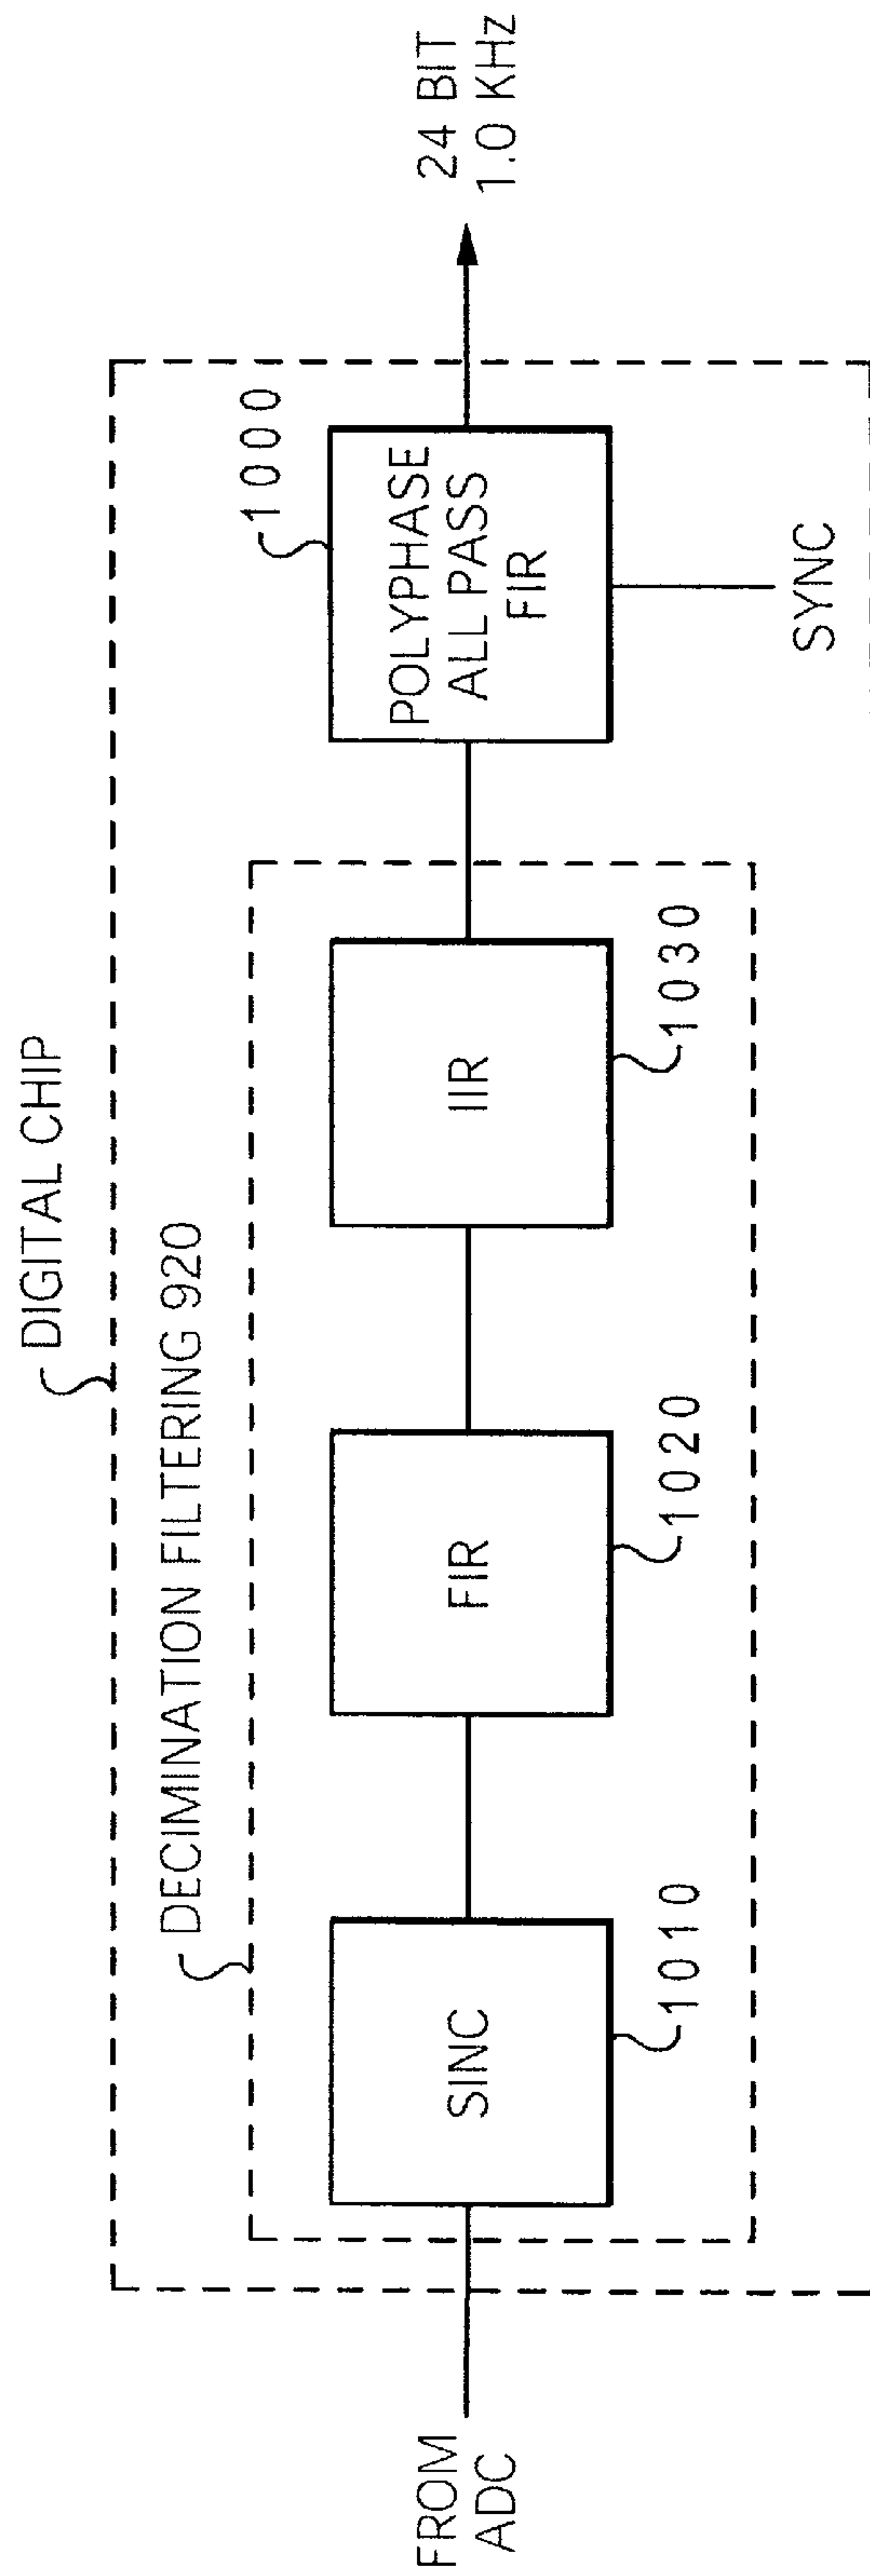 DIGITAL CHIP
DECIMINATION FILTERING 920
FROM
ADC
SINC
1010
FIR
1020
IIR
1030
POLYPHASE
ALL PASS
FIR
1000
SYNC
24 BIT
1.0 KHz